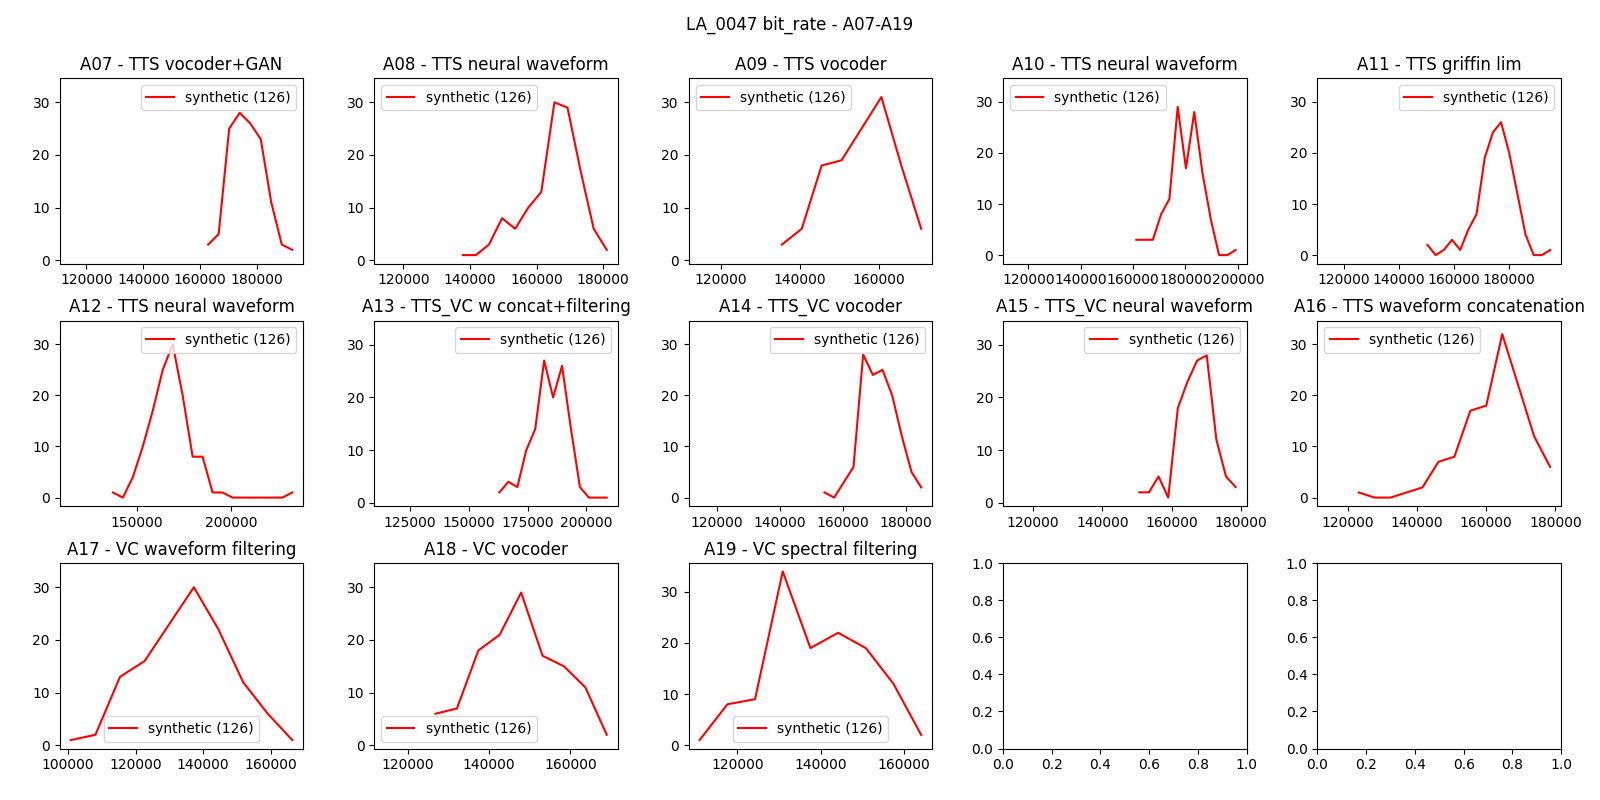 LA_0047 bit_rate - A07-A19
A07 - TTS vocoder+GAN
synthetic (126)
30
20
10
0
120000 140000 160000 180000
A08 - TTS neural waveform
synthetic (126)
30
20
10
0
120000 140000 160000 180000
A09 - TTS vocoder
synthetic (126)
30
20
10
0
120000 140000 160000
A10 - TTS neural waveform
synthetic (126)
30
20
10
0
120000 140000 160000 180000 200000
A11 - TTS griffin lim
synthetic (126)
30
20
10
0
120000 140000 160000 180000
A12 - TTS neural waveform
synthetic (126)
30
20
10
0
150000 200000
A13 - TTS_VC w concat+filtering
synthetic (126)
30
20
10
0
125000 150000 175000 200000
A14 - TTS_VC vocoder
synthetic (126)
30
20
10
0
120000 140000 160000 180000
A15 - TTS_VC neural waveform
synthetic (126)
30
20
10
0
120000 140000 160000 180000
A16 - TTS waveform concatenation
synthetic (126)
30
20
10
0
120000 140000 160000 180000
A17 - VC waveform filtering
30
20
10
synthetic (126)
0
100000 120000 140000 160000
A18 - VC vocoder
30
20
10
synthetic (126)
0
120000 140000 160000
A19 - VC spectral filtering
30
20
10
synthetic (126)
0
120000 140000 160000
1.0
0.8
0.6
0.4
0.2
0.0
0.0 0.2 0.4 0.6 0.8 1.0
1.0
0.8
0.6
0.4
0.2
0.0
0.0 0.2 0.4 0.6 0.8 1.0